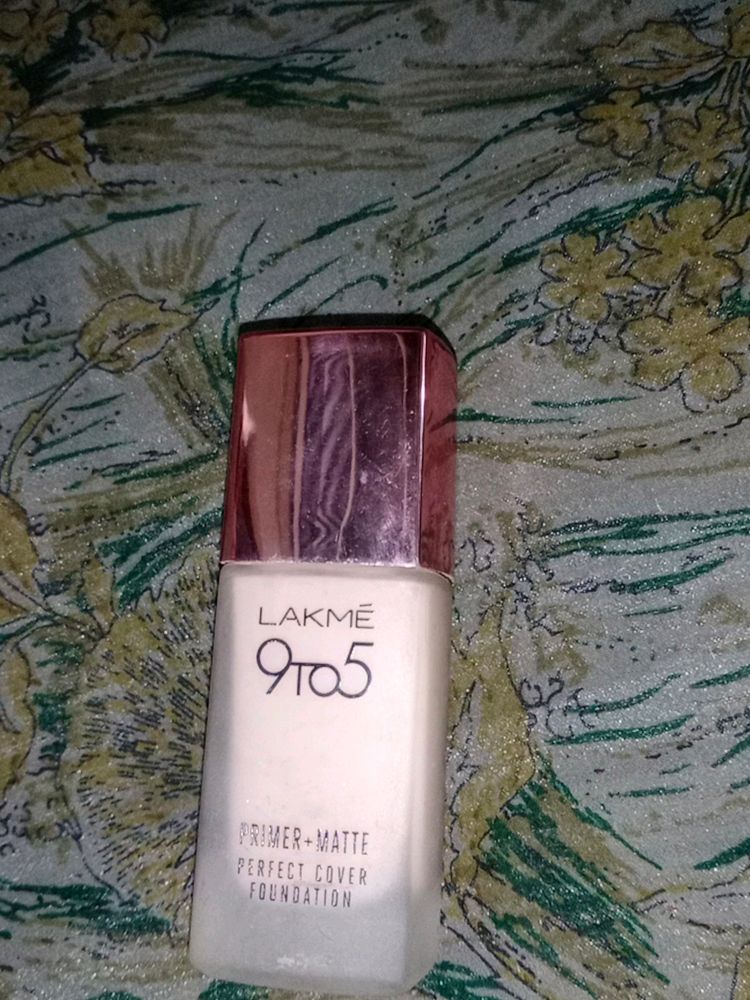 LAKMÉ
9TO5
PRIMER+MATTE
PERFECT COVER
FOUNDATION